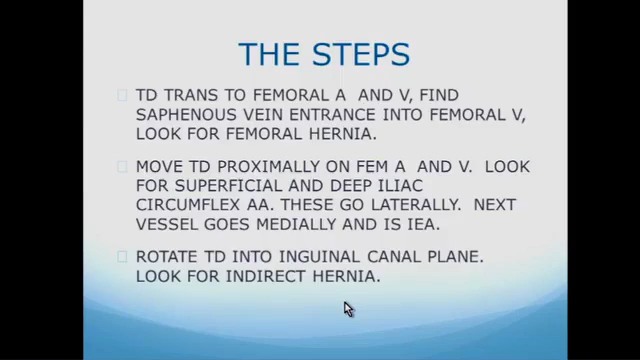 THE STEPS
TD TRANS TO FEMORAL A AND V, FIND
SAPHENOUS VEIN ENTRANCE INTO FEMORAL V,
LOOK FOR FEMORAL HERNIA.
MOVE TD PROXIMALLY ON FEM A AND V. LOOK
FOR SUPERFICIAL AND DEEP ILIAC
CIRCUMFLEX AA. THESE GO LATERALLY. NEXT
VESSEL GOES MEDIALLY AND IS IEA.
ROTATE TD INTO INGUINAL CANAL PLANE.
LOOK FOR INDIRECT HERNIA.